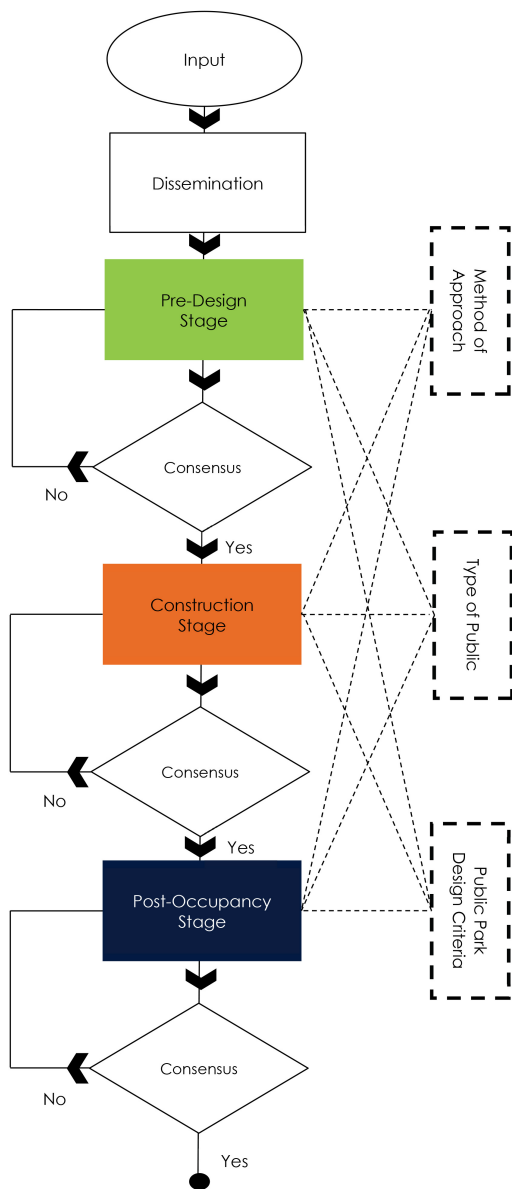 Input
Dissemination
Pre-Design
Stage
Consensus
No
Yes
Construction
Stage
Consensus
No
Yes
Post-Occupancy
Stage
Consensus
No
Yes
Method of
Approach
Type of Public
Public Park
Design Criteria